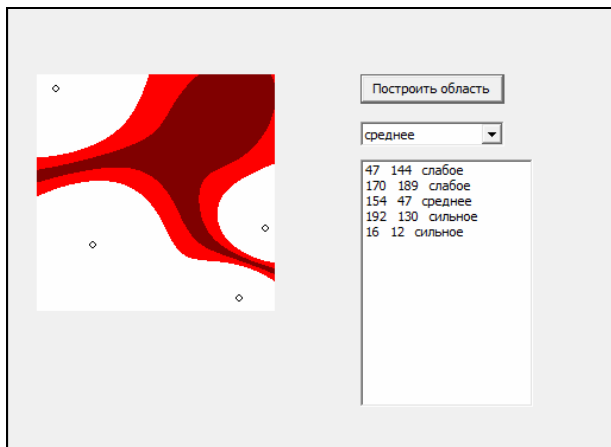 Построить область
среднее
47 144 слабое
170 189 слабое
154 47 среднее
192 130 сильное
16 12 сильное